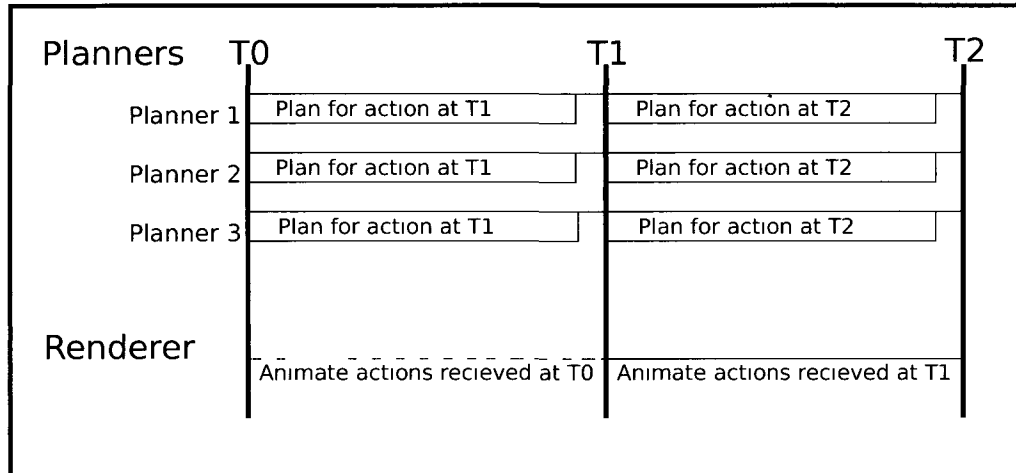 Planners T0 T1 T2
Planner 1 Plan for action at T1 Plan for action at T2
Planner 2 Plan for action at T1 Plan for action at T2
Planner 3 Plan for action at T1 Plan for action at T2
Renderer
Animate actions recieved at T0 Animate actions recieved at T1